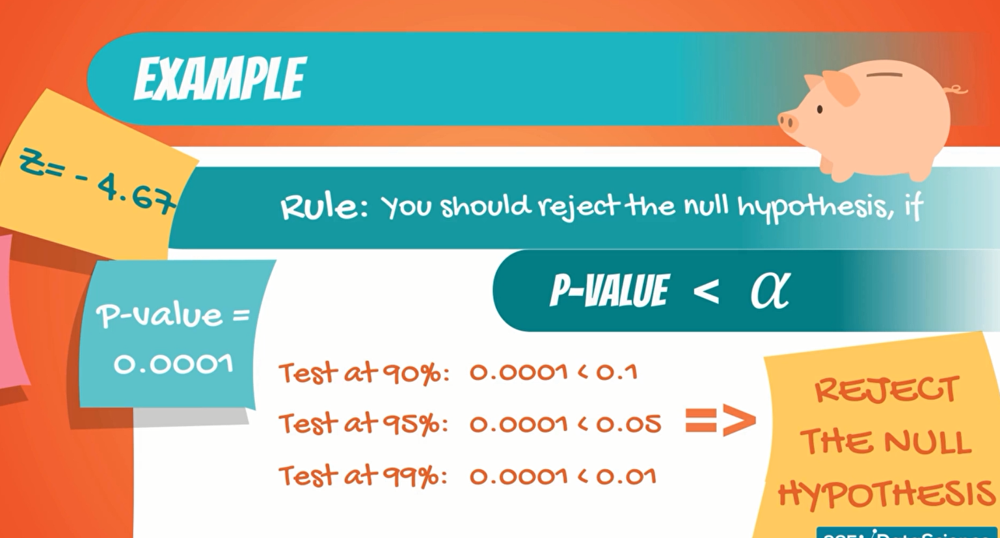 EXAMPLE
Z= - 4.67
Rule: You should reject the null hypothesis, if
P-VALUE < α
P-value =
0.0001
Test at 90%: 0.0001 < 0.1
Test at 95%: 0.0001 < 0.05
Test at 99%: 0.0001 < 0.01
=>
REJECT
THE NULL
HYPOTHESIS